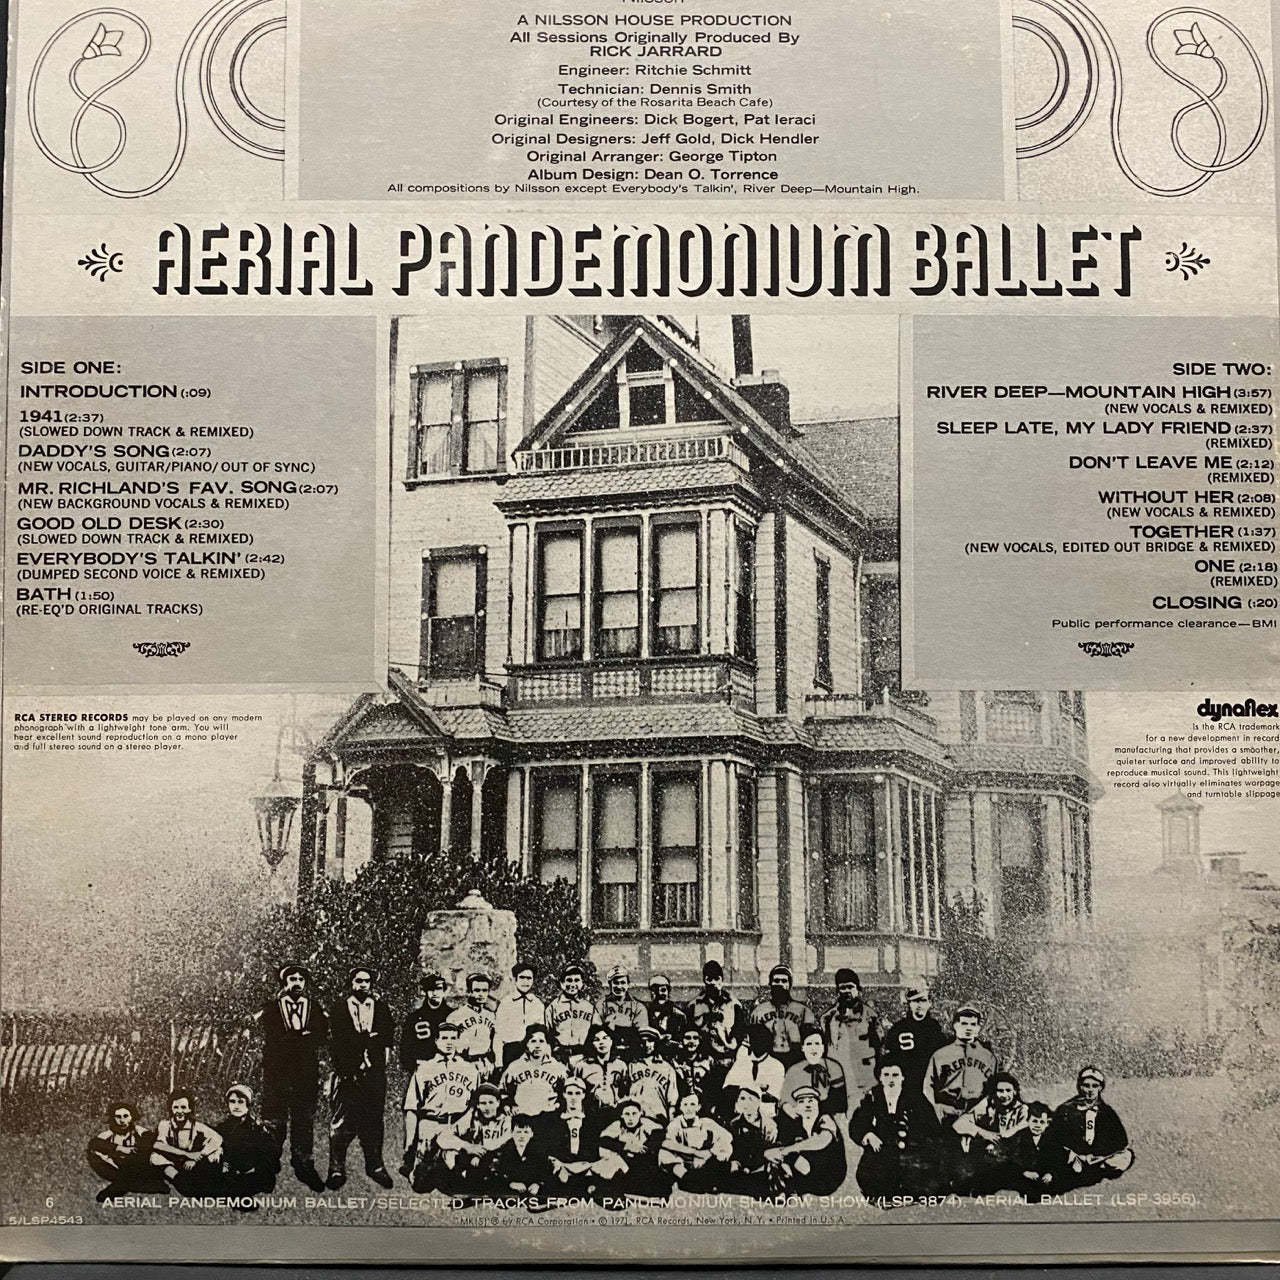 Nilsson
A NILSSON HOUSE PRODUCTION
All Sessions Originally Produced By
RICK JARRARD
Engineer: Ritchie Schmitt
Technician: Dennis Smith
(Courtesy of the Rosarita Beach Cafe)
Original Engineers: Dick Bogert, Pat Ieraci
Original Designers: Jeff Gold, Dick Hendler
Original Arranger: George Tipton
Album Design: Dean O. Torrence
All compositions by Nilsson except Everybody's Talkin', River Deep—Mountain High.
AERIAL PANDEMONIUM BALLET
SIDE ONE:
INTRODUCTION (:09)
1941 (2:37)
(SLOWED DOWN TRACK & REMIXED)
DADDY'S SONG (2:07)
(NEW VOCALS, GUITAR/PIANO/OUT OF SYNC)
MR. RICHLAND'S FAV. SONG (2:07)
(NEW BACKGROUND VOCALS & REMIXED)
GOOD OLD DESK (2:30)
(SLOWED DOWN TRACK & REMIXED)
EVERYBODY'S TALKIN' (2:42)
(DUMPED SECOND VOICE & REMIXED)
BATH (1:50)
(RE-EQ'D ORIGINAL TRACKS)
SIDE TWO:
RIVER DEEP—MOUNTAIN HIGH (3:57)
(NEW VOCALS & REMIXED)
SLEEP LATE, MY LADY FRIEND (2:37)
(REMIXED)
DON'T LEAVE ME (2:12)
(REMIXED)
WITHOUT HER (2:08)
(NEW VOCALS & REMIXED)
TOGETHER (1:37)
(NEW VOCALS, EDITED OUT BRIDGE & REMIXED)
ONE (2:18)
(REMIXED)
CLOSING (:20)
Public performance clearance—BMI
RCA STEREO RECORDS may be played on any modern
phonograph with a lightweight tone arm. You will
hear excellent sound reproduction on a mono player
and full stereo sound on a stereo player.
dynaflex
Is the RCA trademark
for a new development in record
manufacturing that provides a smoother,
quieter surface and improved ability to
reproduce musical sound. This lightweight
record also virtually eliminates warpage
and turntable slippage
S
S
69
S
S
6 AERIAL PANDEMONIUM BALLET/SELECTED TRACKS FROM PANDEMONIUM SHADOW SHOW (LSP-3874), AERIAL BALLET (LSP-3956).
S/LSP4543
TMK(S) ® by RCA Corporation • © 1971, RCA Records, New York, N.Y. • Printed in U.S.A.